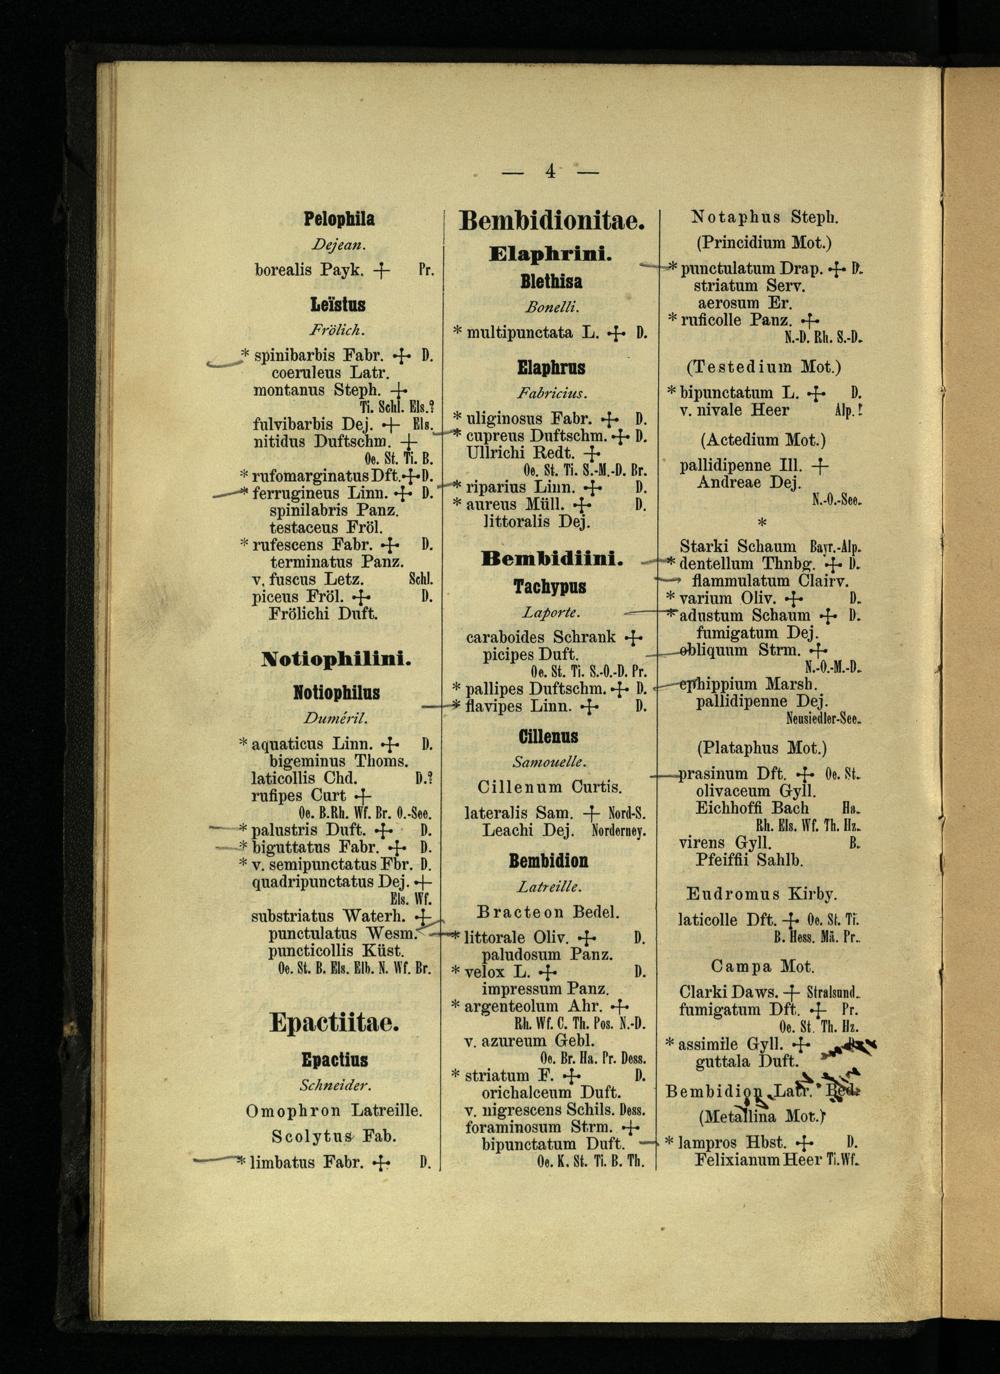 — 4 —
Pelophila
Dejean.
borealis Payk. + Pr.
Leïstus
Frölich.
* spinibarbis Fabr. + D.
coeruleus Latr.
montanus Steph. +
Ti. Schl. Els.?
fulvibarbis Dej. + Els.
nitidus Duftschm. +
Oe. St. Ti. B.
* rufomarginatus Dft. + D.
* ferrugineus Linn. + D.
spinilabris Panz.
testaceus Fröl.
* rufescens Fabr. + D.
terminatus Panz.
v. fuscus Letz. Schl.
piceus Fröl. + D.
Frölichi Duft.
Notiophilini.
Notiophilus
Duméril.
* aquaticus Linn. + D.
bigeminus Thoms.
laticollis Chd. D.?
rufipes Curt +
Oe. B. Rh. Wf. Br. O.-See.
* palustris Duft. + D.
* biguttatus Fabr. + D.
* v. semipunctatus Fbr. D.
quadripunctatus Dej. +
Els. Wf.
substriatus Waterh. +
punctulatus Wesm.
puncticollis Küst.
Oe. St. B. Els. Elb. N. Wf. Br.
Epactiitae.
Epactius
Schneider.
Omophron Latreille.
Scolytus Fab.
* limbatus Fabr. + D.
Bembidionitae.
Elaphrini.
Blethisa
Bonelli.
* multipunctata L. + D.
Elaphrus
Fabricius.
* uliginosus Fabr. + D.
* cupreus Duftschm. + D.
Ullrichi Redt. +
Oe. St. Ti. S.-M.-D. Br.
* riparius Linn. + D.
* aureus Müll. + D.
littoralis Dej.
Bembidiini.
Tachypus
Laporte.
caraboides Schrank +
picipes Duft.
Oe. St. Ti. S.-O.-D. Pr.
* pallipes Duftschm. + D.
* flavipes Linn. + D.
Cillenus
Samouelle.
Cillenum Curtis.
lateralis Sam. + Nord-S.
Leachi Dej. Norderney.
Bembidion
Latreille.
Bracteon Bedel.
* littorale Oliv. + D.
paludosum Panz.
* velox L. + D.
impressum Panz.
* argenteolum Ahr. +
Rh. Wf. C. Th. Pos. N.-D.
v. azureum Gebl.
Oe. Br. Ha. Pr. Dess.
* striatum F. + D.
orichalceum Duft.
v. nigrescens Schils. Dess.
foraminosum Strm. +
bipunctatum Duft.
Oe. K. St. Ti. B. Th.
Notaphus Steph.
(Princidium Mot.)
* punctulatum Drap. + D.
striatum Serv.
aerosum Er.
* ruficolle Panz. +
N.-D. Rh. S.-D.
(Testedium Mot.)
* bipunctatum L. + D.
v. nivale Heer Alp.!
(Actedium Mot.)
pallidipenne Ill. +
Andreae Dej.
N.-O.-See.
*
Starki Schaum Bayr.-Alp.
* dentellum Thnbg. + D.
flammulatum Clairv.
* varium Oliv. + D.
* adustum Schaum + D.
fumigatum Dej.
obliquum Strm. +
N.-O.-M.-D.
ephippium Marsh.
pallidipenne Dej.
Neusiedler-See.
(Plataphus Mot.)
prasinum Dft. + Oe. St.
olivaceum Gyll.
Eichhoffi Bach Ha.
Rh. Els. Wf. Th. Hz.
virens Gyll. B.
Pfeiffii Sahlb.
Eudromus Kirby.
laticolle Dft. + Oe. St. Ti.
B. Hess. Mä. Pr.
Campa Mot.
Clarki Daws. + Stralsund.
fumigatum Dft. + Pr.
Oe. St. Th. Hz.
* assimile Gyll. +
guttala Duft.
Bembidion Latr. Bed.
(Metallina Mot.)
* lampros Hbst. + D.
Felixianum Heer Ti. Wf.